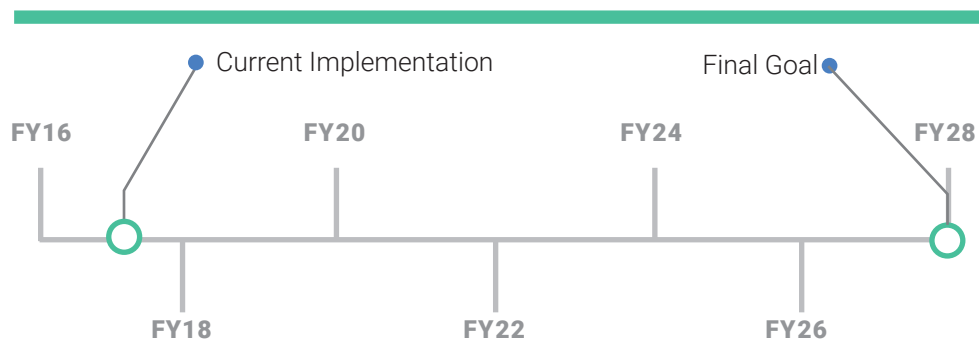 Current Implementation
Final Goal
FY16
FY20
FY24
FY28
FY18
FY22
FY26